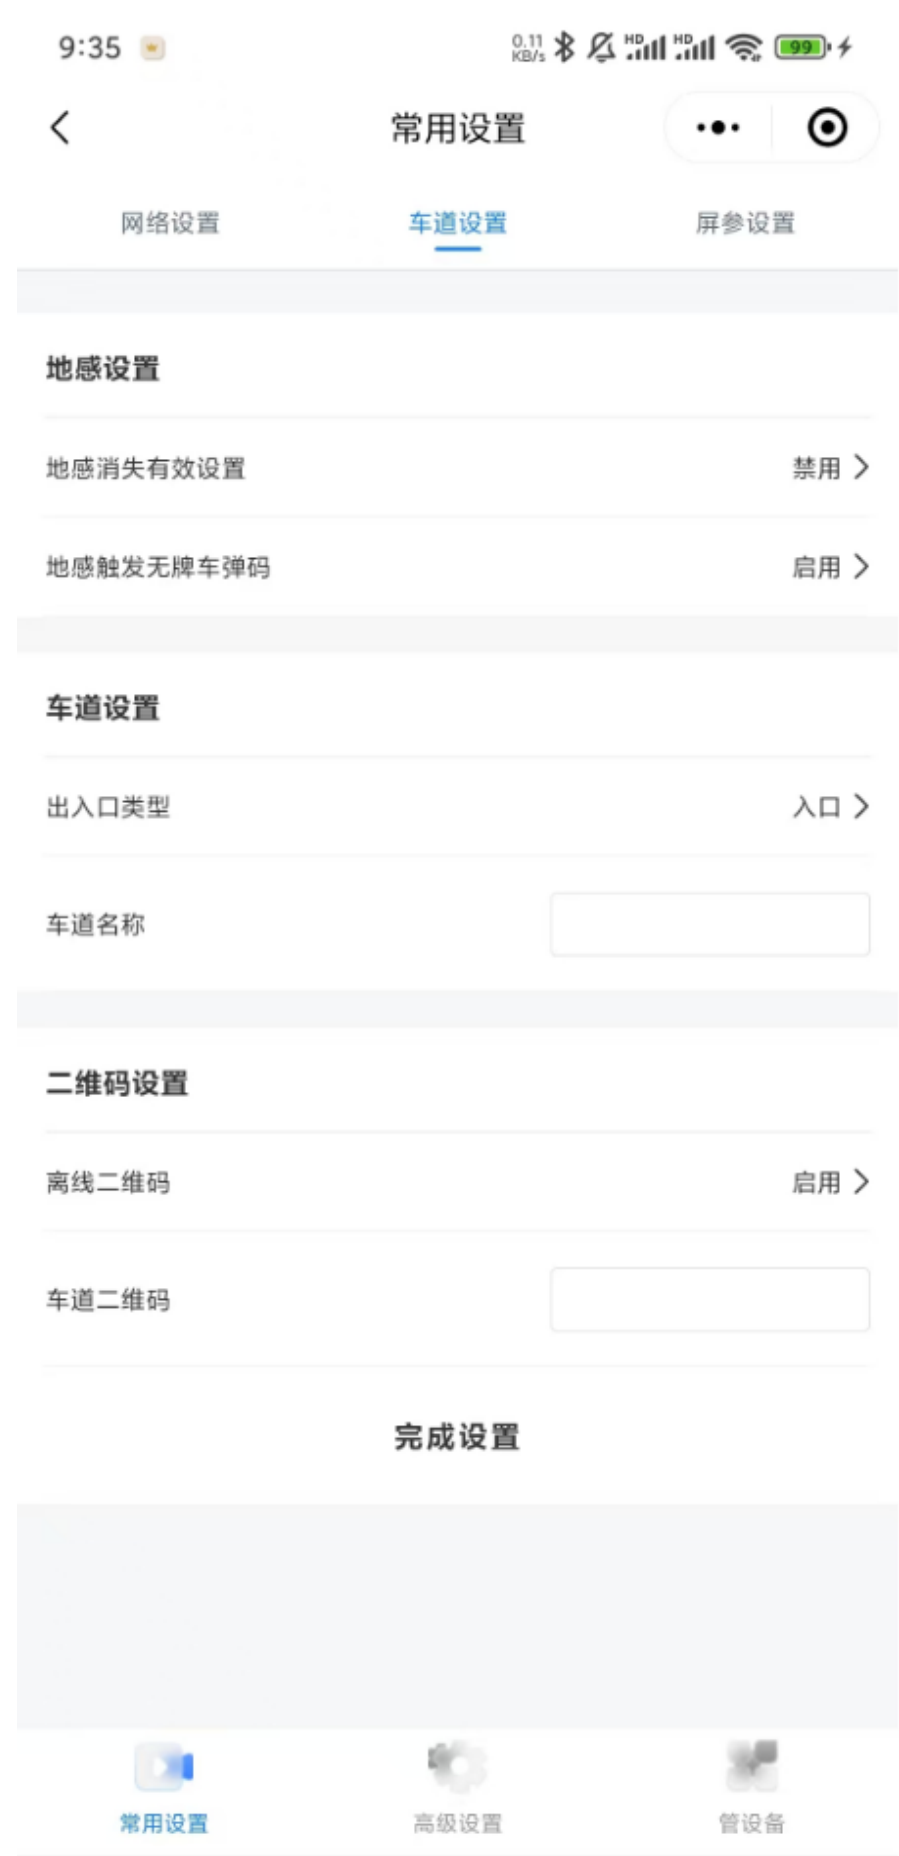 9:35
0.11 KB/s HD HD 99
常用设置
网络设置 车道设置 屏参设置
地感设置
地感消失有效设置 禁用
地感触发无牌车弹码 启用
车道设置
出入口类型 入口
车道名称
二维码设置
离线二维码 启用
车道二维码
完成设置
常用设置 高级设置 管设备